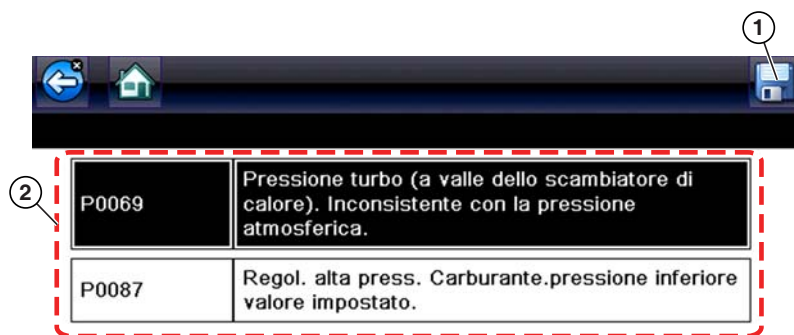 1
2
P0069
Pressione turbo (a valle dello scambiatore di
calore). Inconsistente con la pressione
atmosferica.
P0087
Regol. alta press. Carburante.pressione inferiore
valore impostato.